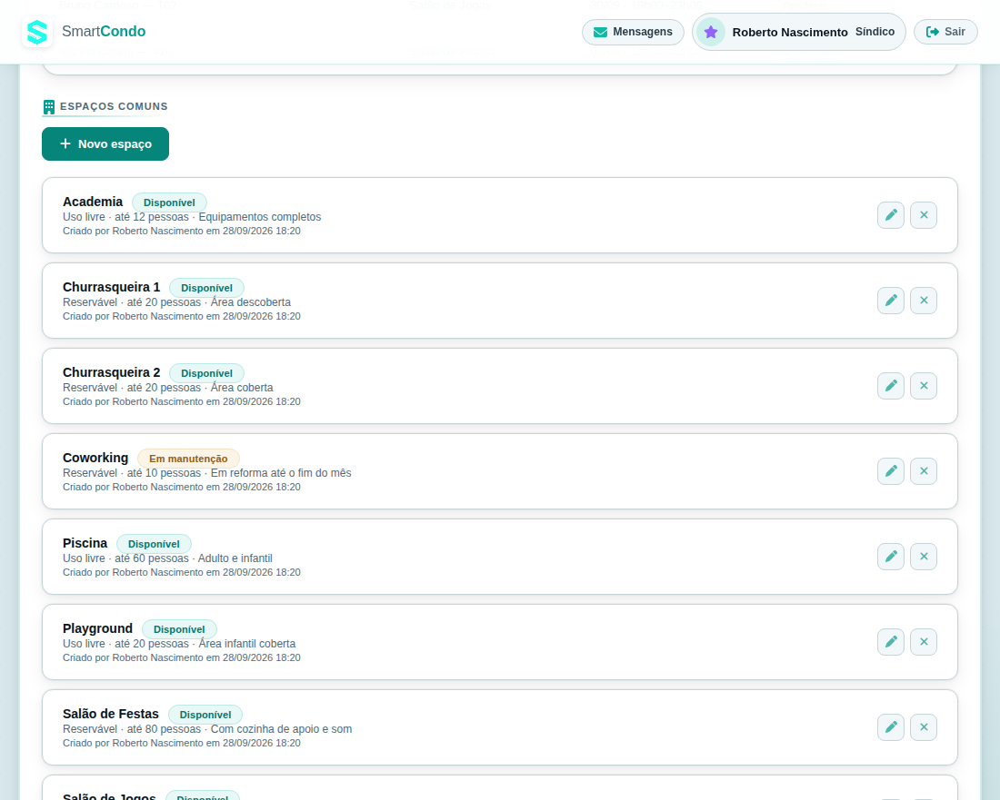 SmartCondo
Mensagens
Roberto Nascimento Síndico
Sair
ESPAÇOS COMUNS
Novo espaço
Academia Disponível
Uso livre · até 12 pessoas · Equipamentos completos
Criado por Roberto Nascimento em 28/09/2026 18:20
Churrasqueira 1 Disponível
Reservável · até 20 pessoas · Área descoberta
Criado por Roberto Nascimento em 28/09/2026 18:20
Churrasqueira 2 Disponível
Reservável · até 20 pessoas · Área coberta
Criado por Roberto Nascimento em 28/09/2026 18:20
Coworking Em manutenção
Reservável · até 10 pessoas · Em reforma até o fim do mês
Criado por Roberto Nascimento em 28/09/2026 18:20
Piscina Disponível
Uso livre · até 60 pessoas · Adulto e infantil
Criado por Roberto Nascimento em 28/09/2026 18:20
Playground Disponível
Uso livre · até 20 pessoas · Área infantil coberta
Criado por Roberto Nascimento em 28/09/2026 18:20
Salão de Festas Disponível
Reservável · até 80 pessoas · Com cozinha de apoio e som
Criado por Roberto Nascimento em 28/09/2026 18:20
Salão de Jogos Disponível